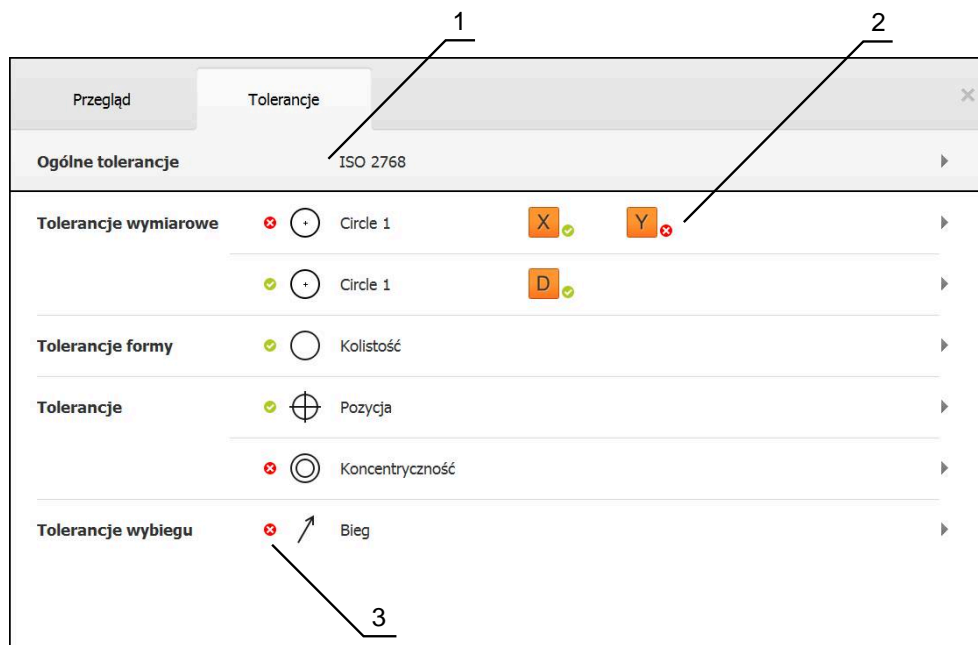 1 2
Przegląd Tolerancje
Ogólne tolerancje ISO 2768
Tolerancje wymiarowe Circle 1 X Y
Circle 1 D
Tolerancje formy Kolistość
Tolerancje Pozycja
Koncentryczność
Tolerancje wybiegu Bieg
3